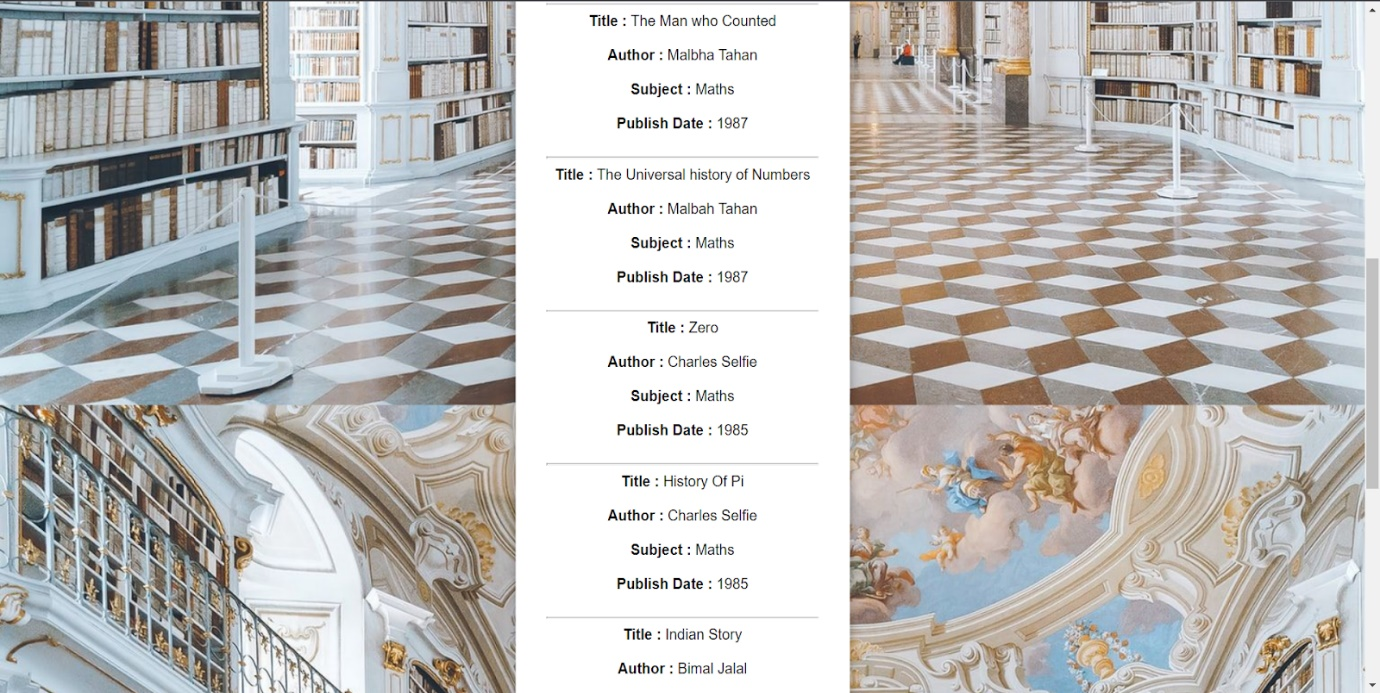 Title : The Man who Counted
Author : Malbha Tahan
Subject : Maths
Publish Date : 1987
Title : The Universal history of Numbers
Author : Malbah Tahan
Subject : Maths
Publish Date : 1987
Title : Zero
Author : Charles Selfie
Subject : Maths
Publish Date : 1985
Title : History Of Pi
Author : Charles Selfie
Subject : Maths
Publish Date : 1985
Title : Indian Story
Author : Bimal Jalal